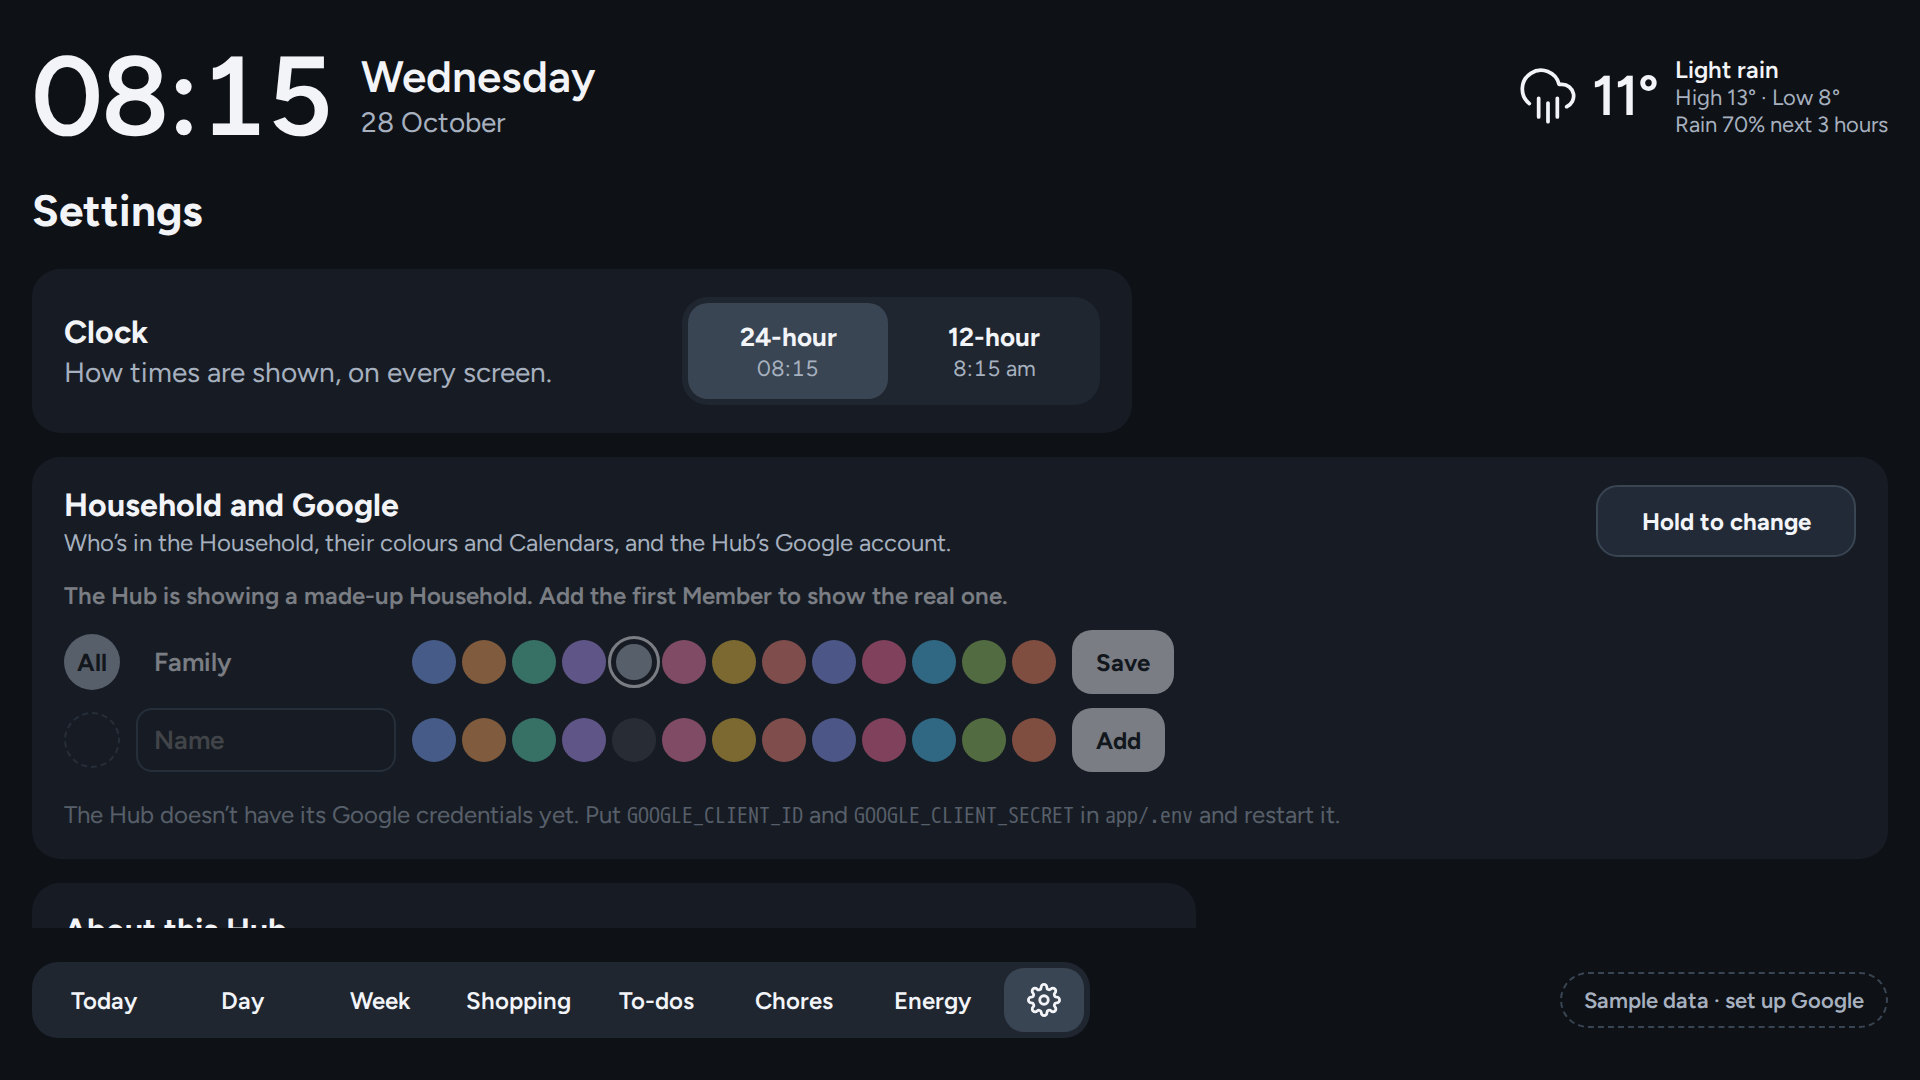 08:15
Wednesday
28 October
11°
Light rain
High 13° · Low 8°
Rain 70% next 3 hours
Settings
Clock
How times are shown, on every screen.
24-hour
08:15
12-hour
8:15 am
Household and Google
Who’s in the Household, their colours and Calendars, and the Hub’s Google account.
Hold to change
The Hub is showing a made-up Household. Add the first Member to show the real one.
All Family Save
Name Add
The Hub doesn’t have its Google credentials yet. Put GOOGLE_CLIENT_ID and GOOGLE_CLIENT_SECRET in app/.env and restart it.
About this Hub
Today Day Week Shopping To-dos Chores Energy
Sample data · set up Google